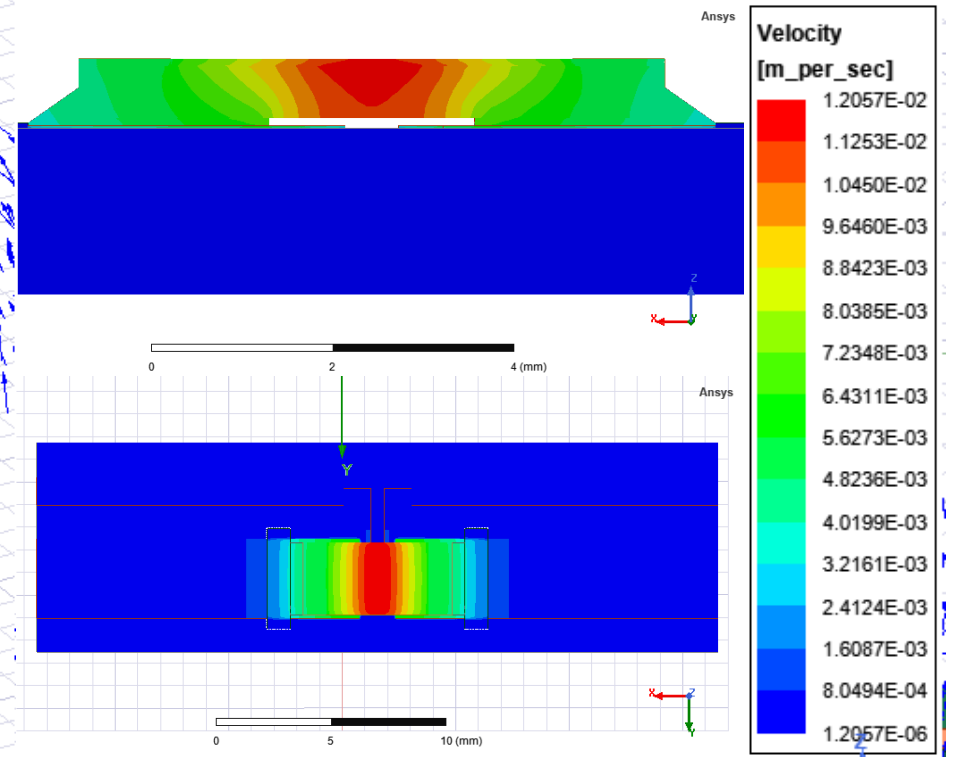 Ansys
Z
X
Y
0 2 4 (mm)
Ansys
Y
X
Z
Y
0 5 10 (mm)
Velocity
[m_per_sec]
1.2057E-02
1.1253E-02
1.0450E-02
9.6460E-03
8.8423E-03
8.0385E-03
7.2348E-03
6.4311E-03
5.6273E-03
4.8236E-03
4.0199E-03
3.2161E-03
2.4124E-03
1.6087E-03
8.0494E-04
1.2057E-06
Z